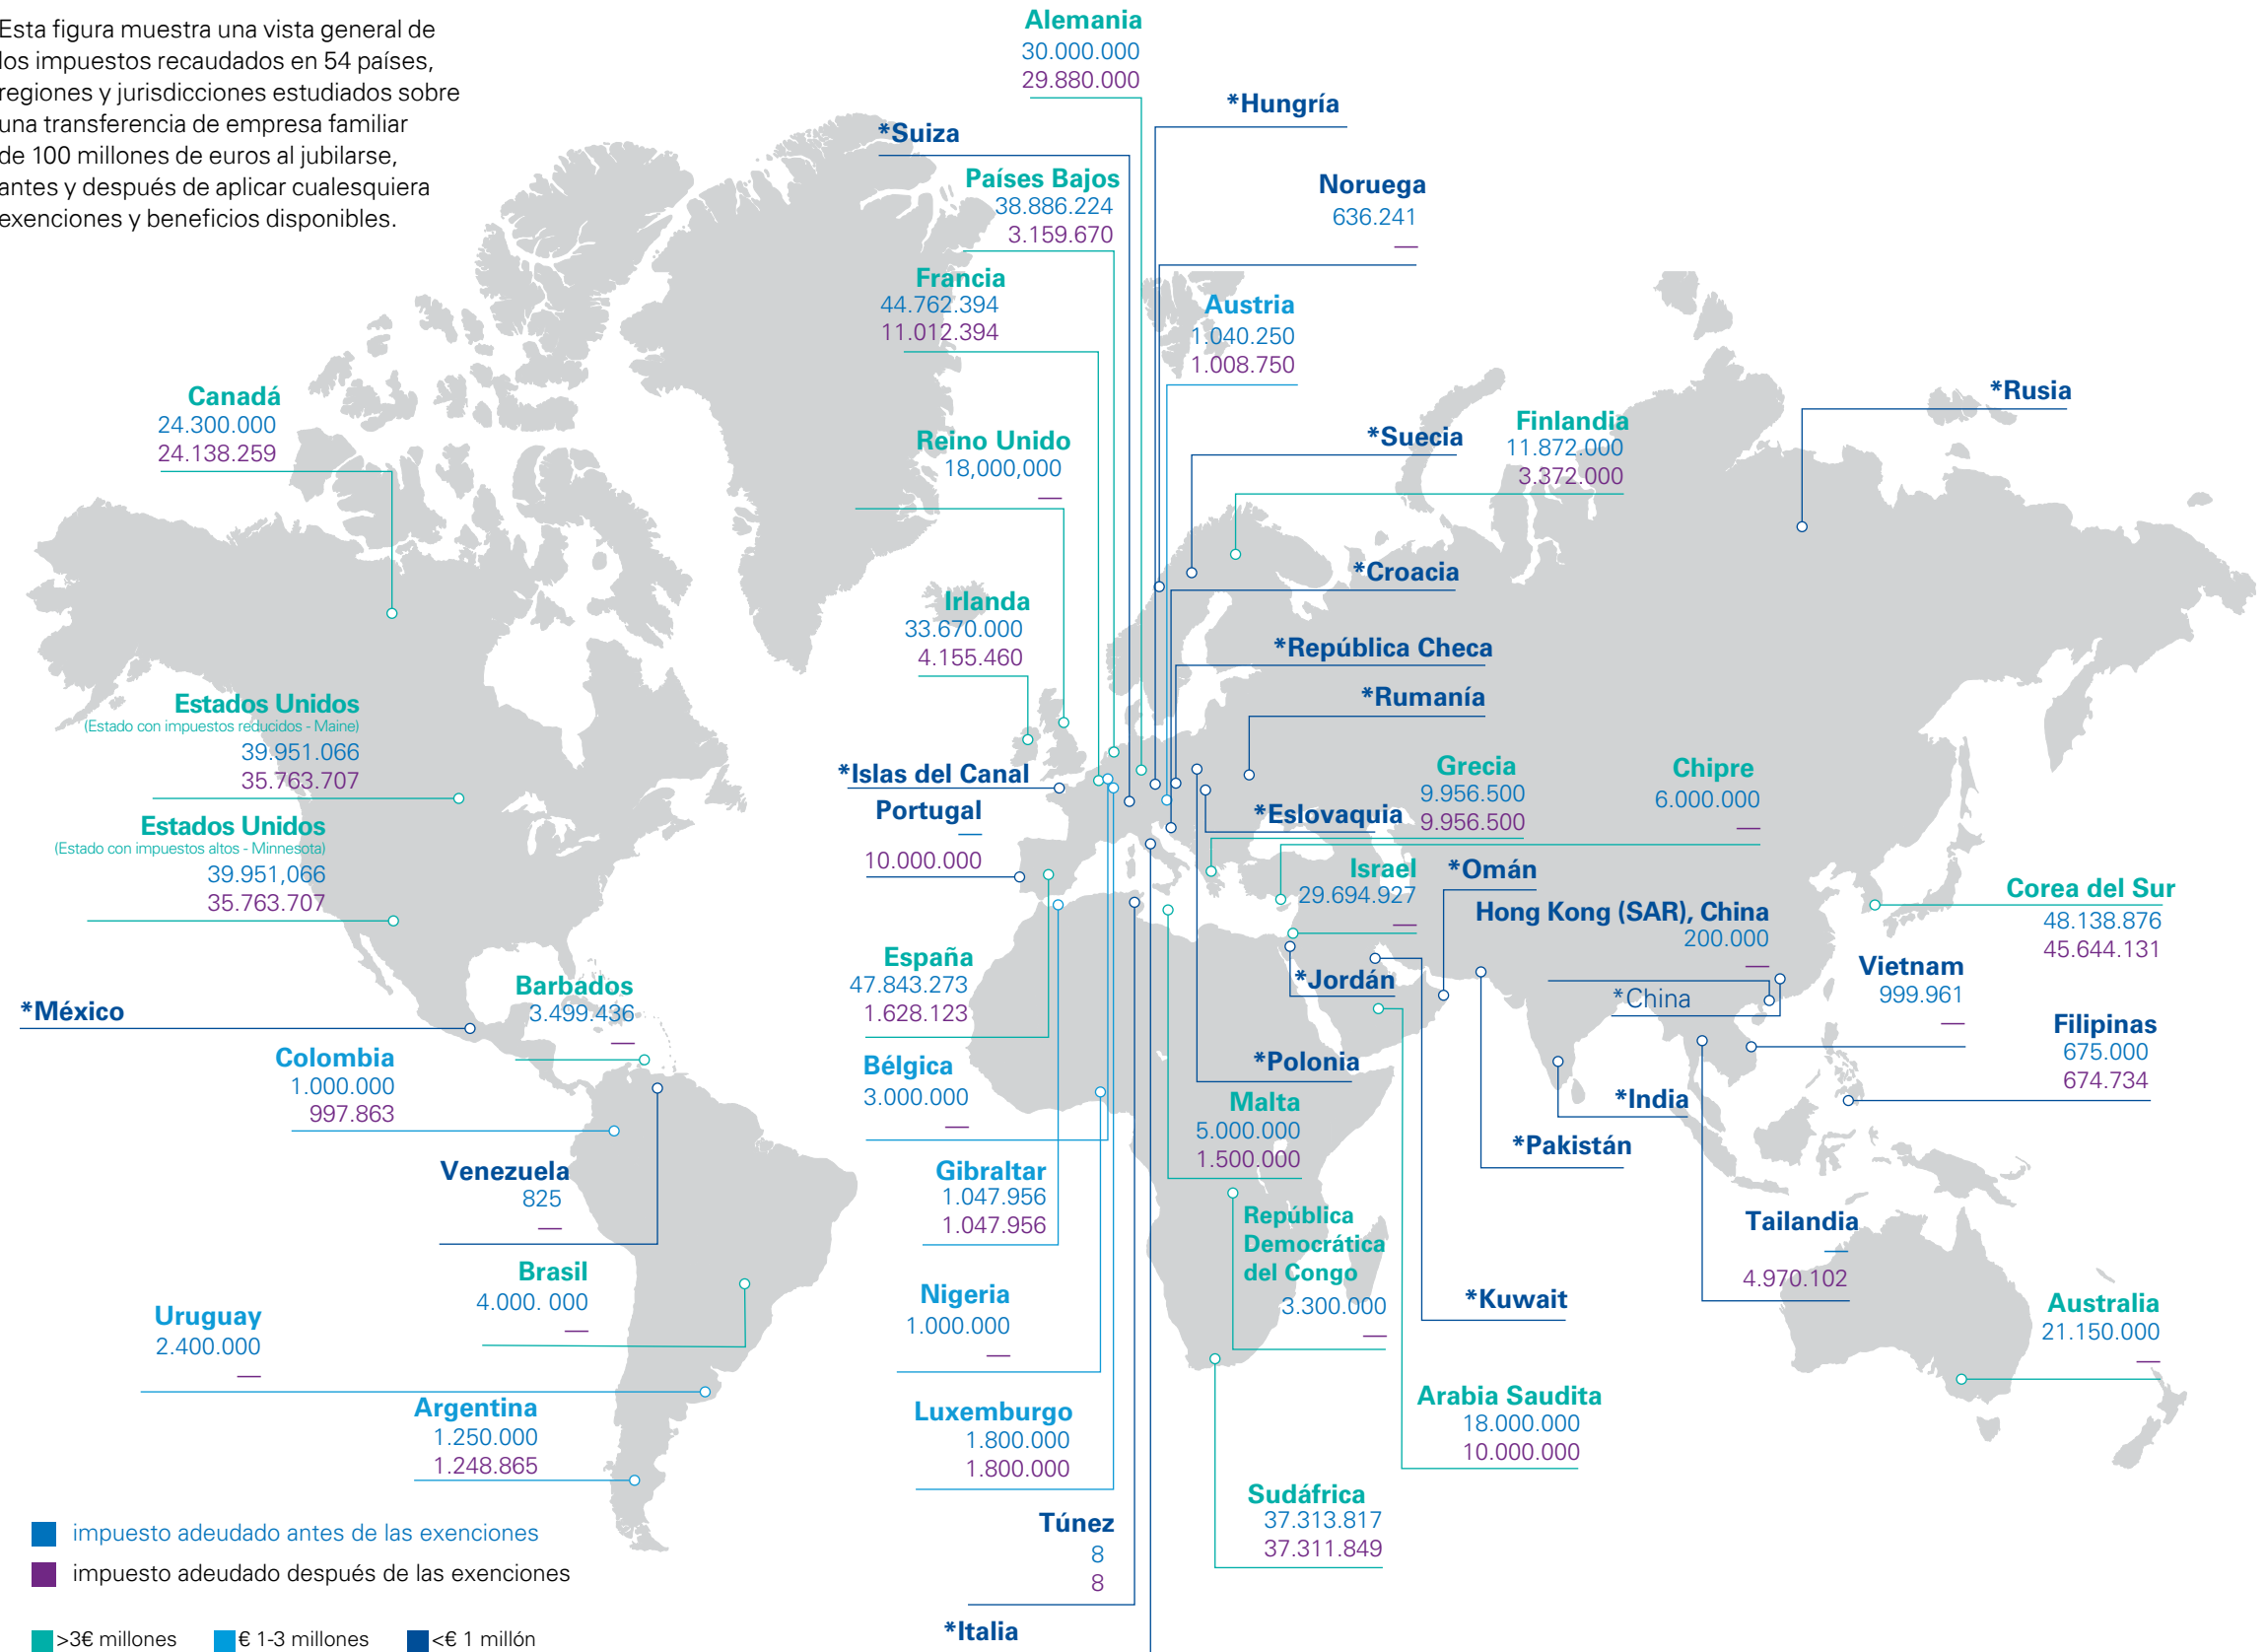 Esta figura muestra una vista general de
los impuestos recaudados en 54 países,
regiones y jurisdicciones estudiados sobre
una transferencia de empresa familiar
de 100 millones de euros al jubilarse,
antes y después de aplicar cualesquiera
exenciones y beneficios disponibles.
Alemania
30.000.000
29.880.000
*Hungría
*Suiza
Países Bajos
38.886.224
3.159.670
Noruega
636.241
—
Francia
44.762.394
11.012.394
Austria
1.040.250
1.008.750
Canadá
24.300.000
24.138.259
Reino Unido
18,000,000
—
*Suecia
Finlandia
11.872.000
3.372.000
*Rusia
*Croacia
Irlanda
33.670.000
4.155.460
*República Checa
*Rumanía
Estados Unidos
(Estado con impuestos reducidos - Maine)
39.951.066
35.763.707
*Islas del Canal
Portugal
—
10.000.000
*Eslovaquia
Grecia
9.956.500
9.956.500
Chipre
6.000.000
—
Estados Unidos
(Estado con impuestos altos - Minnesota)
39.951,066
35.763.707
Israel
29.694.927
—
*Omán
Hong Kong (SAR), China
200.000
—
*China
Corea del Sur
48.138.876
45.644.131
España
47.843.273
1.628.123
*Jordán
Vietnam
999.961
—
Barbados
3.499.436
—
*México
Filipinas
675.000
674.734
Colombia
1.000.000
997.863
Bélgica
3.000.000
—
*Polonia
Malta
5.000.000
1.500.000
*India
*Pakistán
Venezuela
825
—
Gibraltar
1.047.956
1.047.956
República
Democrática
del Congo
3.300.000
—
Tailandia
—
4.970.102
Brasil
4.000. 000
—
Nigeria
1.000.000
—
*Kuwait
Australia
21.150.000
—
Uruguay
2.400.000
—
Argentina
1.250.000
1.248.865
Luxemburgo
1.800.000
1.800.000
Arabia Saudita
18.000.000
10.000.000
Sudáfrica
37.313.817
37.311.849
Túnez
8
8
*Italia
impuesto adeudado antes de las exenciones
impuesto adeudado después de las exenciones
>3€ millones
€ 1-3 millones
<€ 1 millón